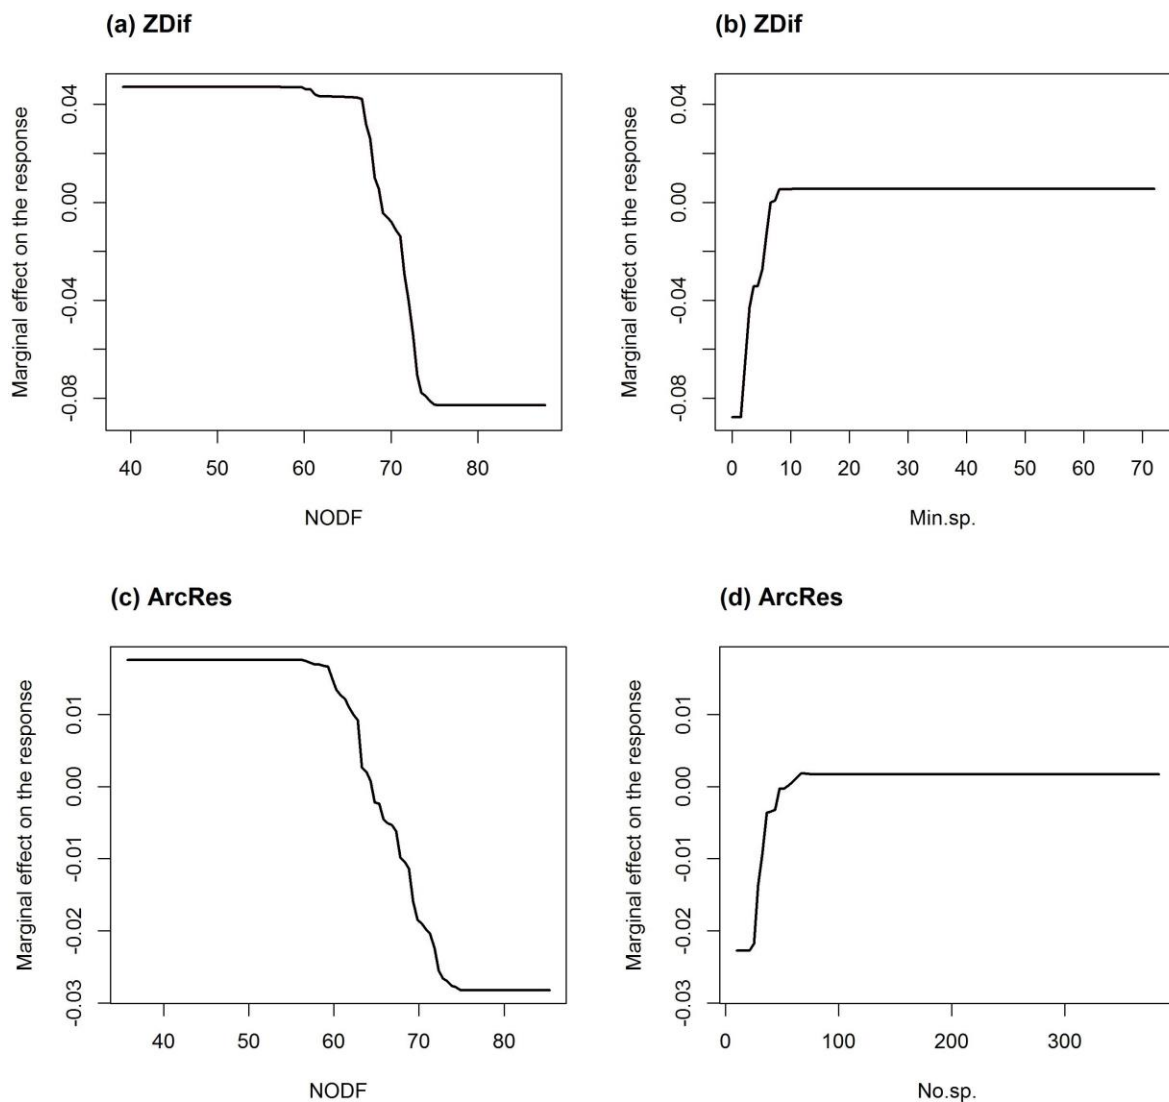 (a) ZDif
Marginal effect on the response
0.04
0.00
-0.04
-0.08
40 50 60 70 80
NODF
(b) ZDif
Marginal effect on the response
0.04
0.00
-0.04
-0.08
0 10 20 30 40 50 60 70
Min.sp.
(c) ArcRes
Marginal effect on the response
0.01
0.00
-0.01
-0.02
-0.03
40 50 60 70 80
NODF
(d) ArcRes
Marginal effect on the response
0.01
0.00
-0.01
-0.02
-0.03
0 100 200 300
No.sp.